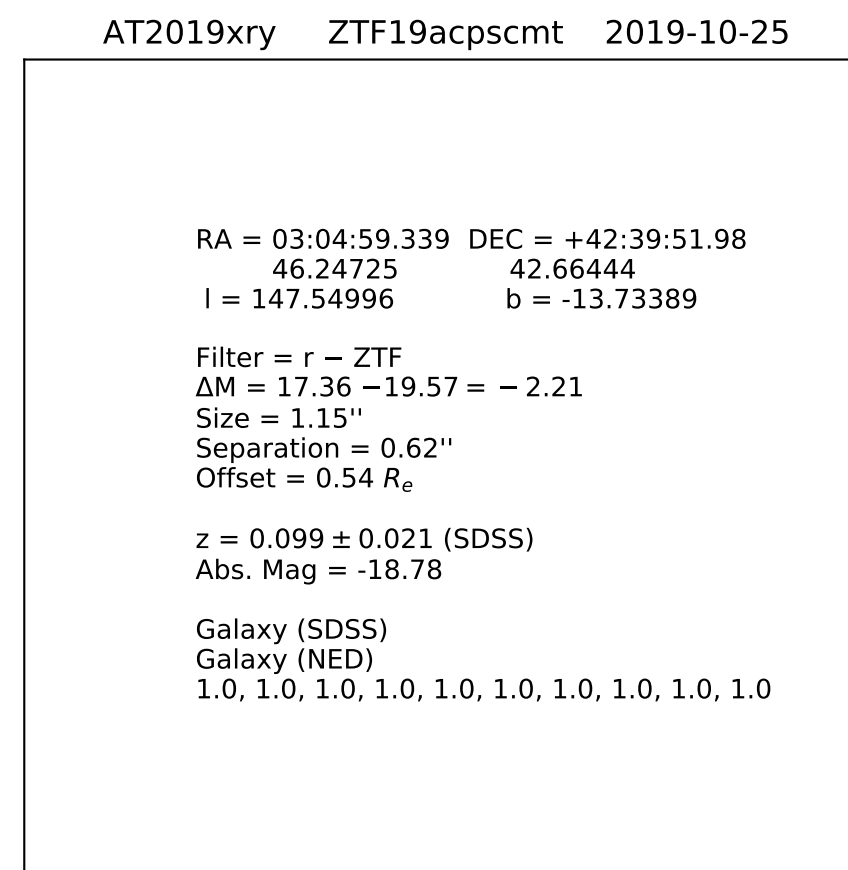 AT2019xry ZTF19acpscmt 2019-10-25
RA = 03:04:59.339 DEC = +42:39:51.98
46.24725 42.66444
l = 147.54996 b = -13.73389
Filter = r − ZTF
ΔM = 17.36 −19.57 = − 2.21
Size = 1.15''
Separation = 0.62''
Offset = 0.54 Re
z = 0.099 ± 0.021 (SDSS)
Abs. Mag = -18.78
Galaxy (SDSS)
Galaxy (NED)
1.0, 1.0, 1.0, 1.0, 1.0, 1.0, 1.0, 1.0, 1.0, 1.0